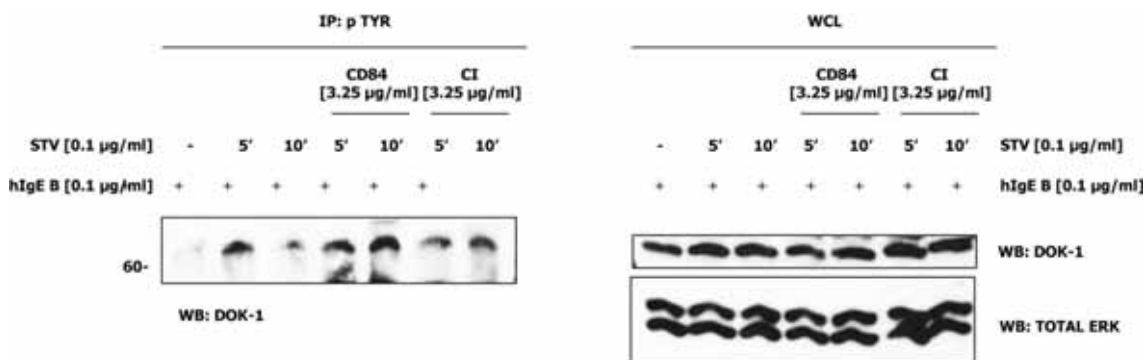 IP: p TYR
WCL
CD84 CI
[3.25 µg/ml] [3.25 µg/ml]
CD84 CI
[3.25 µg/ml] [3.25 µg/ml]
STV [0.1 µg/ml] - 5' 10' 5' 10' 5' 10'
- 5' 10' 5' 10' 5' 10' STV [0.1 µg/ml]
hIgE B [0.1 µg/ml] + + + + + +
+ + + + + + + hIgE B [0.1 µg/ml]
60-
WB: DOK-1
WB: DOK-1
WB: TOTAL ERK